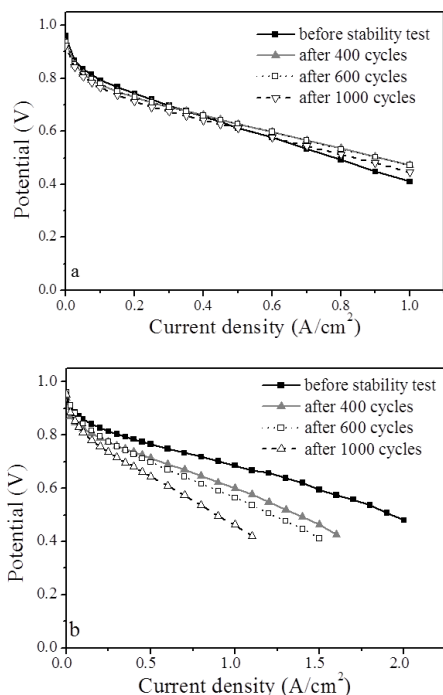 1.0
before stability test
after 400 cycles
0.8
after 600 cycles
after 1000 cycles
0.6
Potential (V)
0.4
0.2
a
0.0
0.0 0.2 0.4 0.6 0.8 1.0
Current density (A/cm²)
1.0
before stability test
after 400 cycles
0.8
after 600 cycles
after 1000 cycles
0.6
Potential (V)
0.4
0.2
b
0.0
0.0 0.5 1.0 1.5 2.0
Current density (A/cm²)